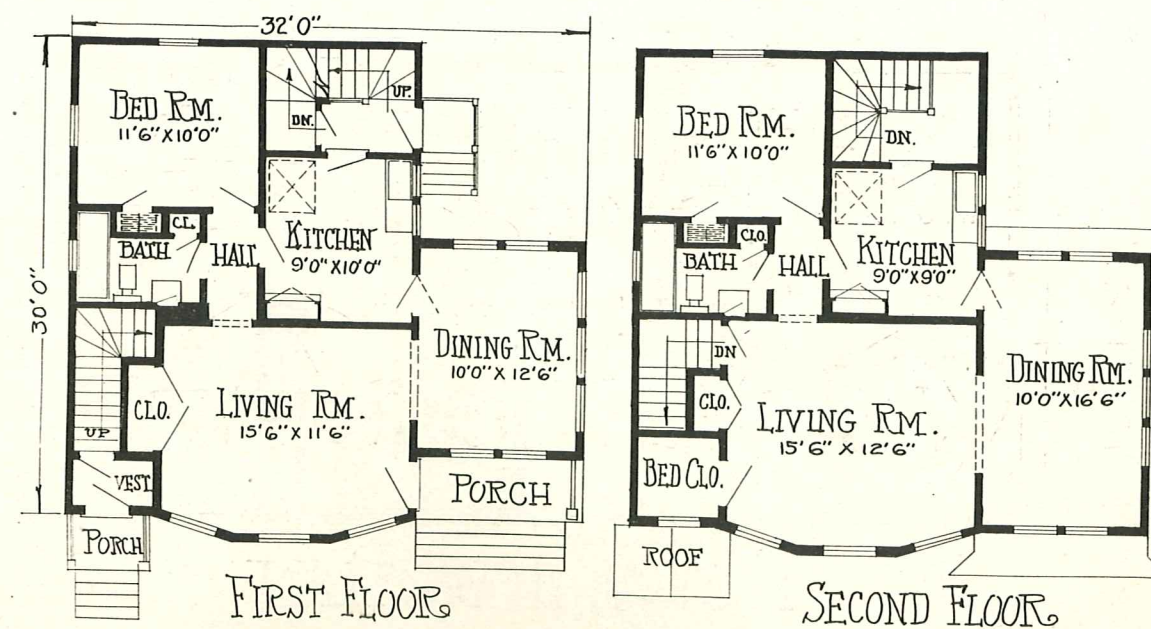 32'0"
30'0"
BED RM.
11'6" X 10'0"
UP.
DN.
C.L.
BATH
HALL
KITCHEN
9'0" X 10'0"
DINING RM.
10'0" X 12'6"
CLO.
LIVING RM.
15'6" X 11'6"
UP
VEST.
PORCH
PORCH
FIRST FLOOR
BED RM.
11'6" X 10'0"
DN.
CLO.
BATH
HALL
KITCHEN
9'0" X 9'0"
DN
CLO.
LIVING RM.
15'6" X 12'6"
DINING RM.
10'0" X 16'6"
BED CLO.
ROOF
SECOND FLOOR